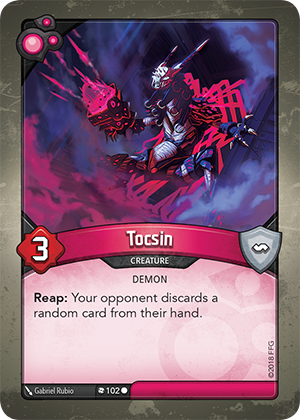 Tocsin
3
CREATURE
DEMON
Reap: Your opponent discards a
random card from their hand.
©2018 FFG
Gabriel Rubio
102